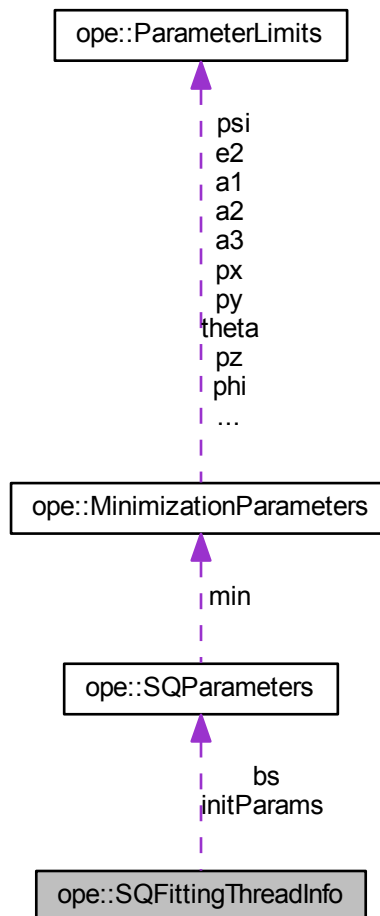 ope::ParameterLimits
psi
e2
a1
a2
a3
px
py
theta
pz
phi
...
ope::MinimizationParameters
min
ope::SQParameters
bs
initParams
ope::SQFittingThreadInfo